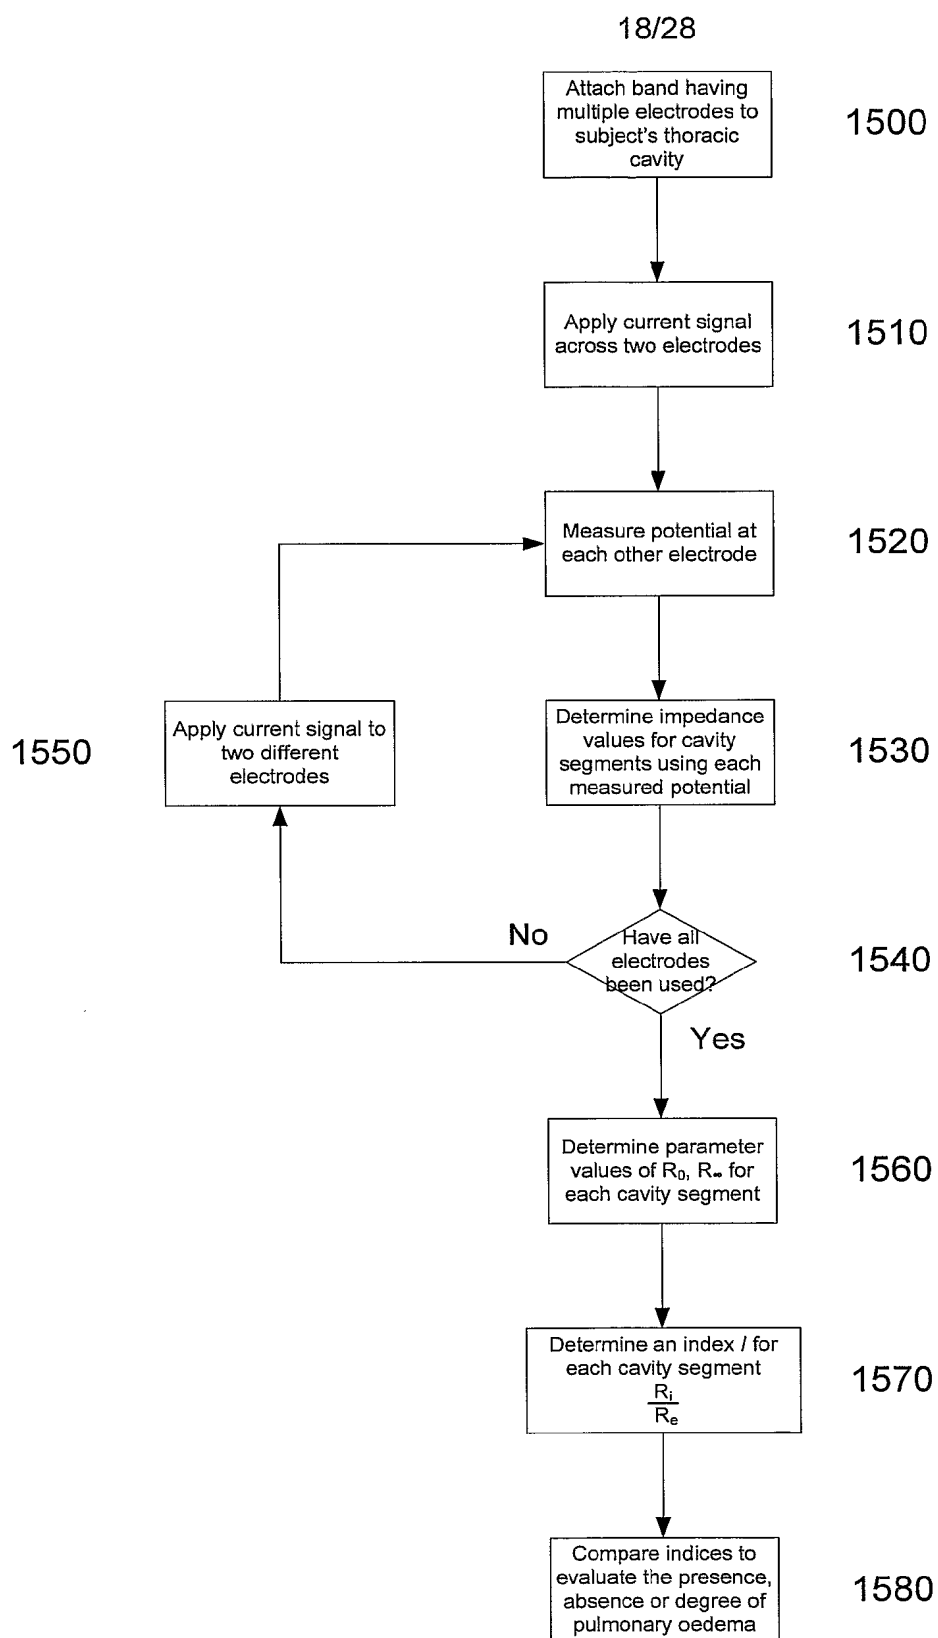 18/28
Attach band having
multiple electrodes to
subject's thoracic
cavity
1500
Apply current signal
across two electrodes
1510
Measure potential at
each other electrode
1520
Apply current signal to
two different
electrodes
1550
Determine impedance
values for cavity
segments using each
measured potential
1530
Have all
electrodes
been used?
1540
No
Yes
Determine parameter
values of R₀, R∞ for
each cavity segment
1560
Determine an index I for
each cavity segment
Rᵢ
Rₑ
1570
Compare indices to
evaluate the presence,
absence or degree of
pulmonary oedema
1580